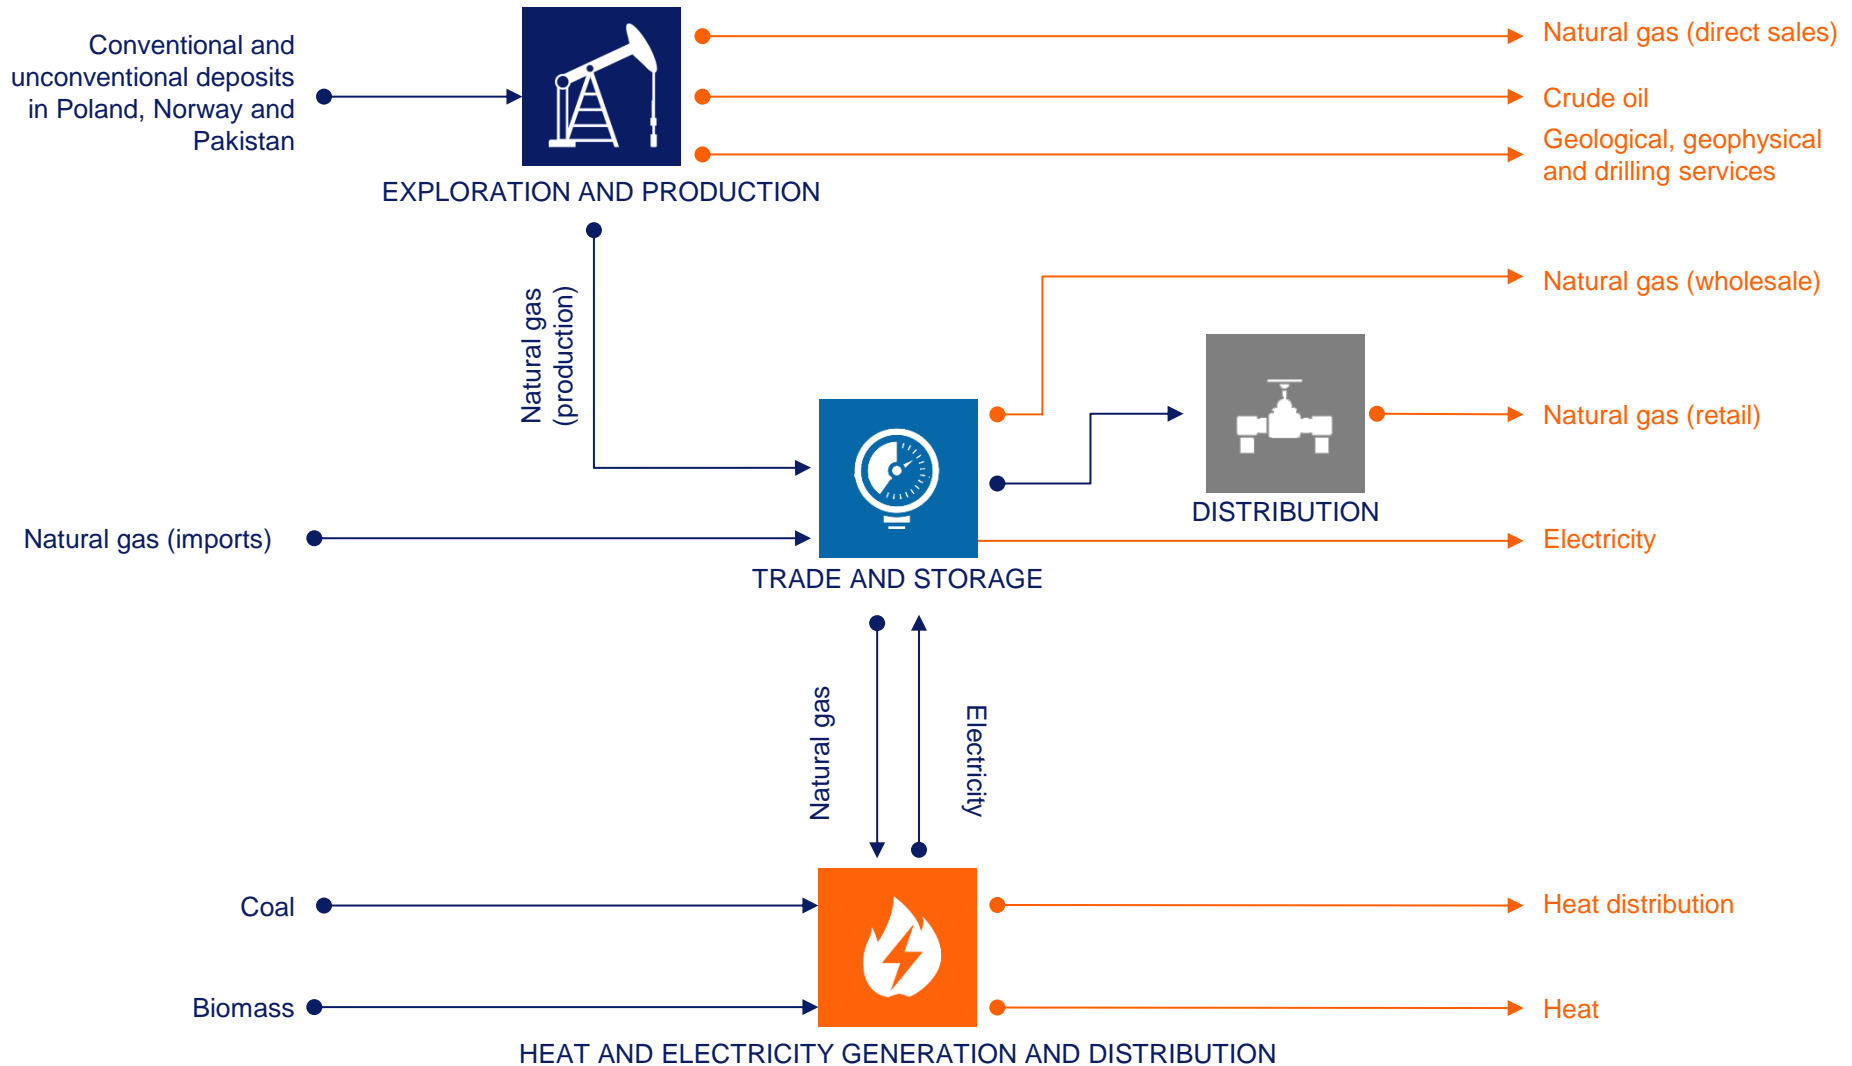 Conventional and
unconventional deposits
in Poland, Norway and
Pakistan
EXPLORATION AND PRODUCTION
Natural gas (direct sales)
Crude oil
Geological, geophysical
and drilling services
Natural gas
(production)
Natural gas (wholesale)
Natural gas (retail)
DISTRIBUTION
Natural gas (imports)
Electricity
TRADE AND STORAGE
Natural gas
Electricity
Coal
Heat distribution
Biomass
Heat
HEAT AND ELECTRICITY GENERATION AND DISTRIBUTION